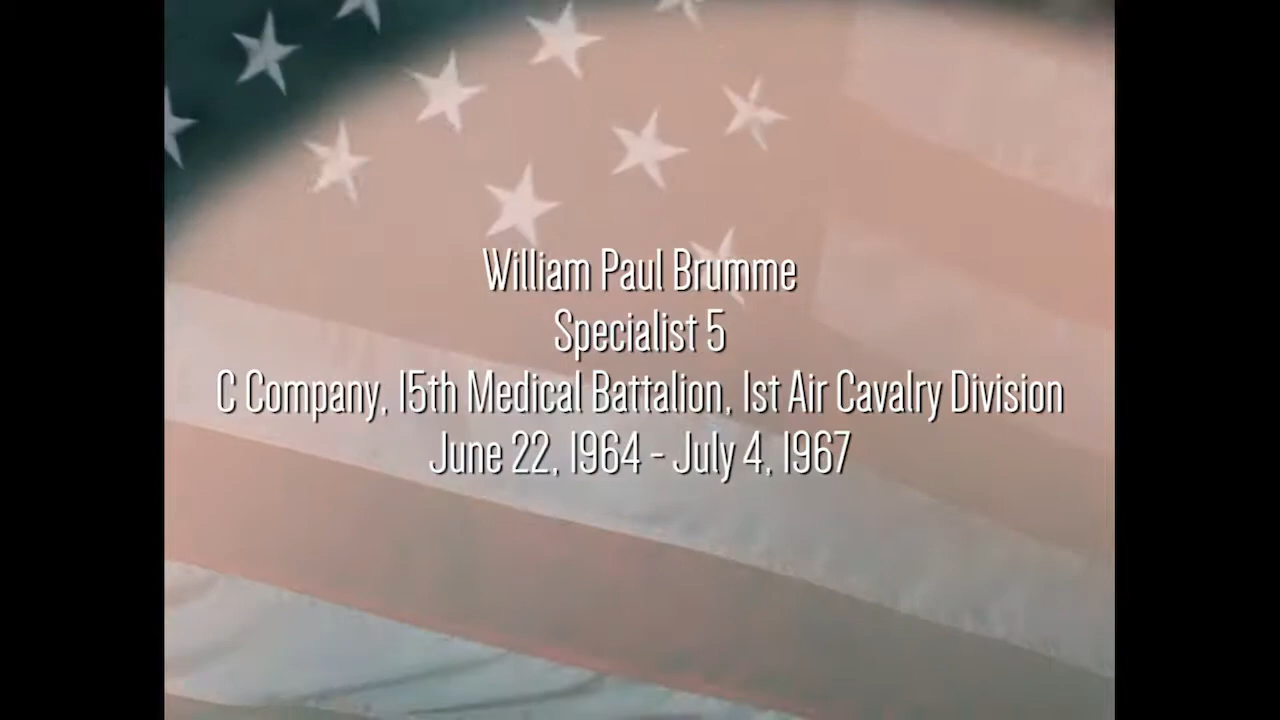 William Paul Brumme
Specialist 5
C Company, 15th Medical Battalion, 1st Air Cavalry Division
June 22, 1964 - July 4, 1967